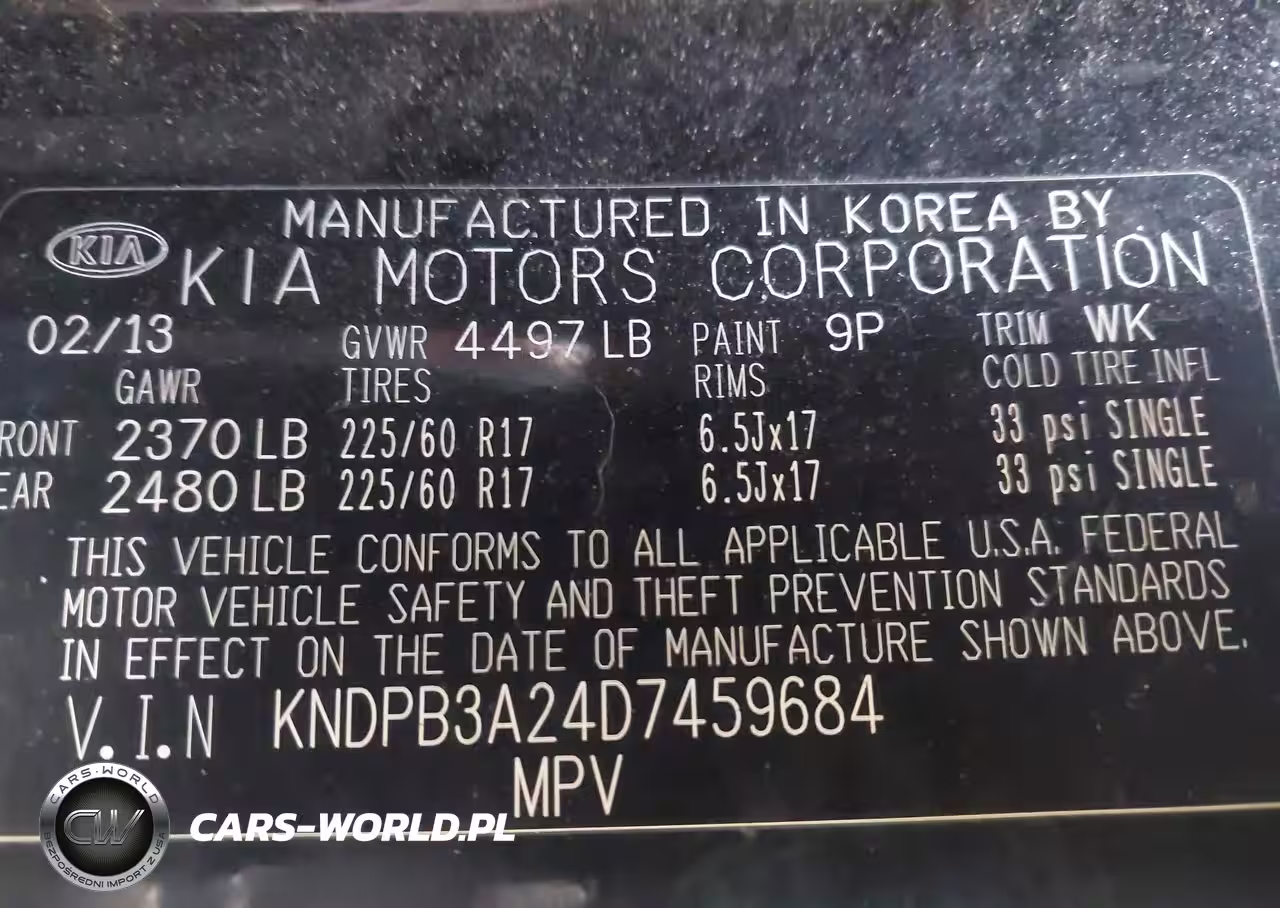 MANUFACTURED IN KOREA BY
KIA KIA MOTORS CORPORATION
02/13 GVWR 4497 LB PAINT 9P TRIM WK
GAWR TIRES RIMS COLD TIRE INFL
RONT 2370 LB 225/60 R17 6.5Jx17 33 psi SINGLE
EAR 2480 LB 225/60 R17 6.5Jx17 33 psi SINGLE
THIS VEHICLE CONFORMS TO ALL APPLICABLE U.S.A. FEDERAL
MOTOR VEHICLE SAFETY AND THEFT PREVENTION STANDARDS
IN EFFECT ON THE DATE OF MANUFACTURE SHOWN ABOVE.
V.I.N KNDPB3A24D7459684
MPV
CARS-WORLD
CW
BEZPOŚREDNI IMPORT Z USA
CARS-WORLD.PL